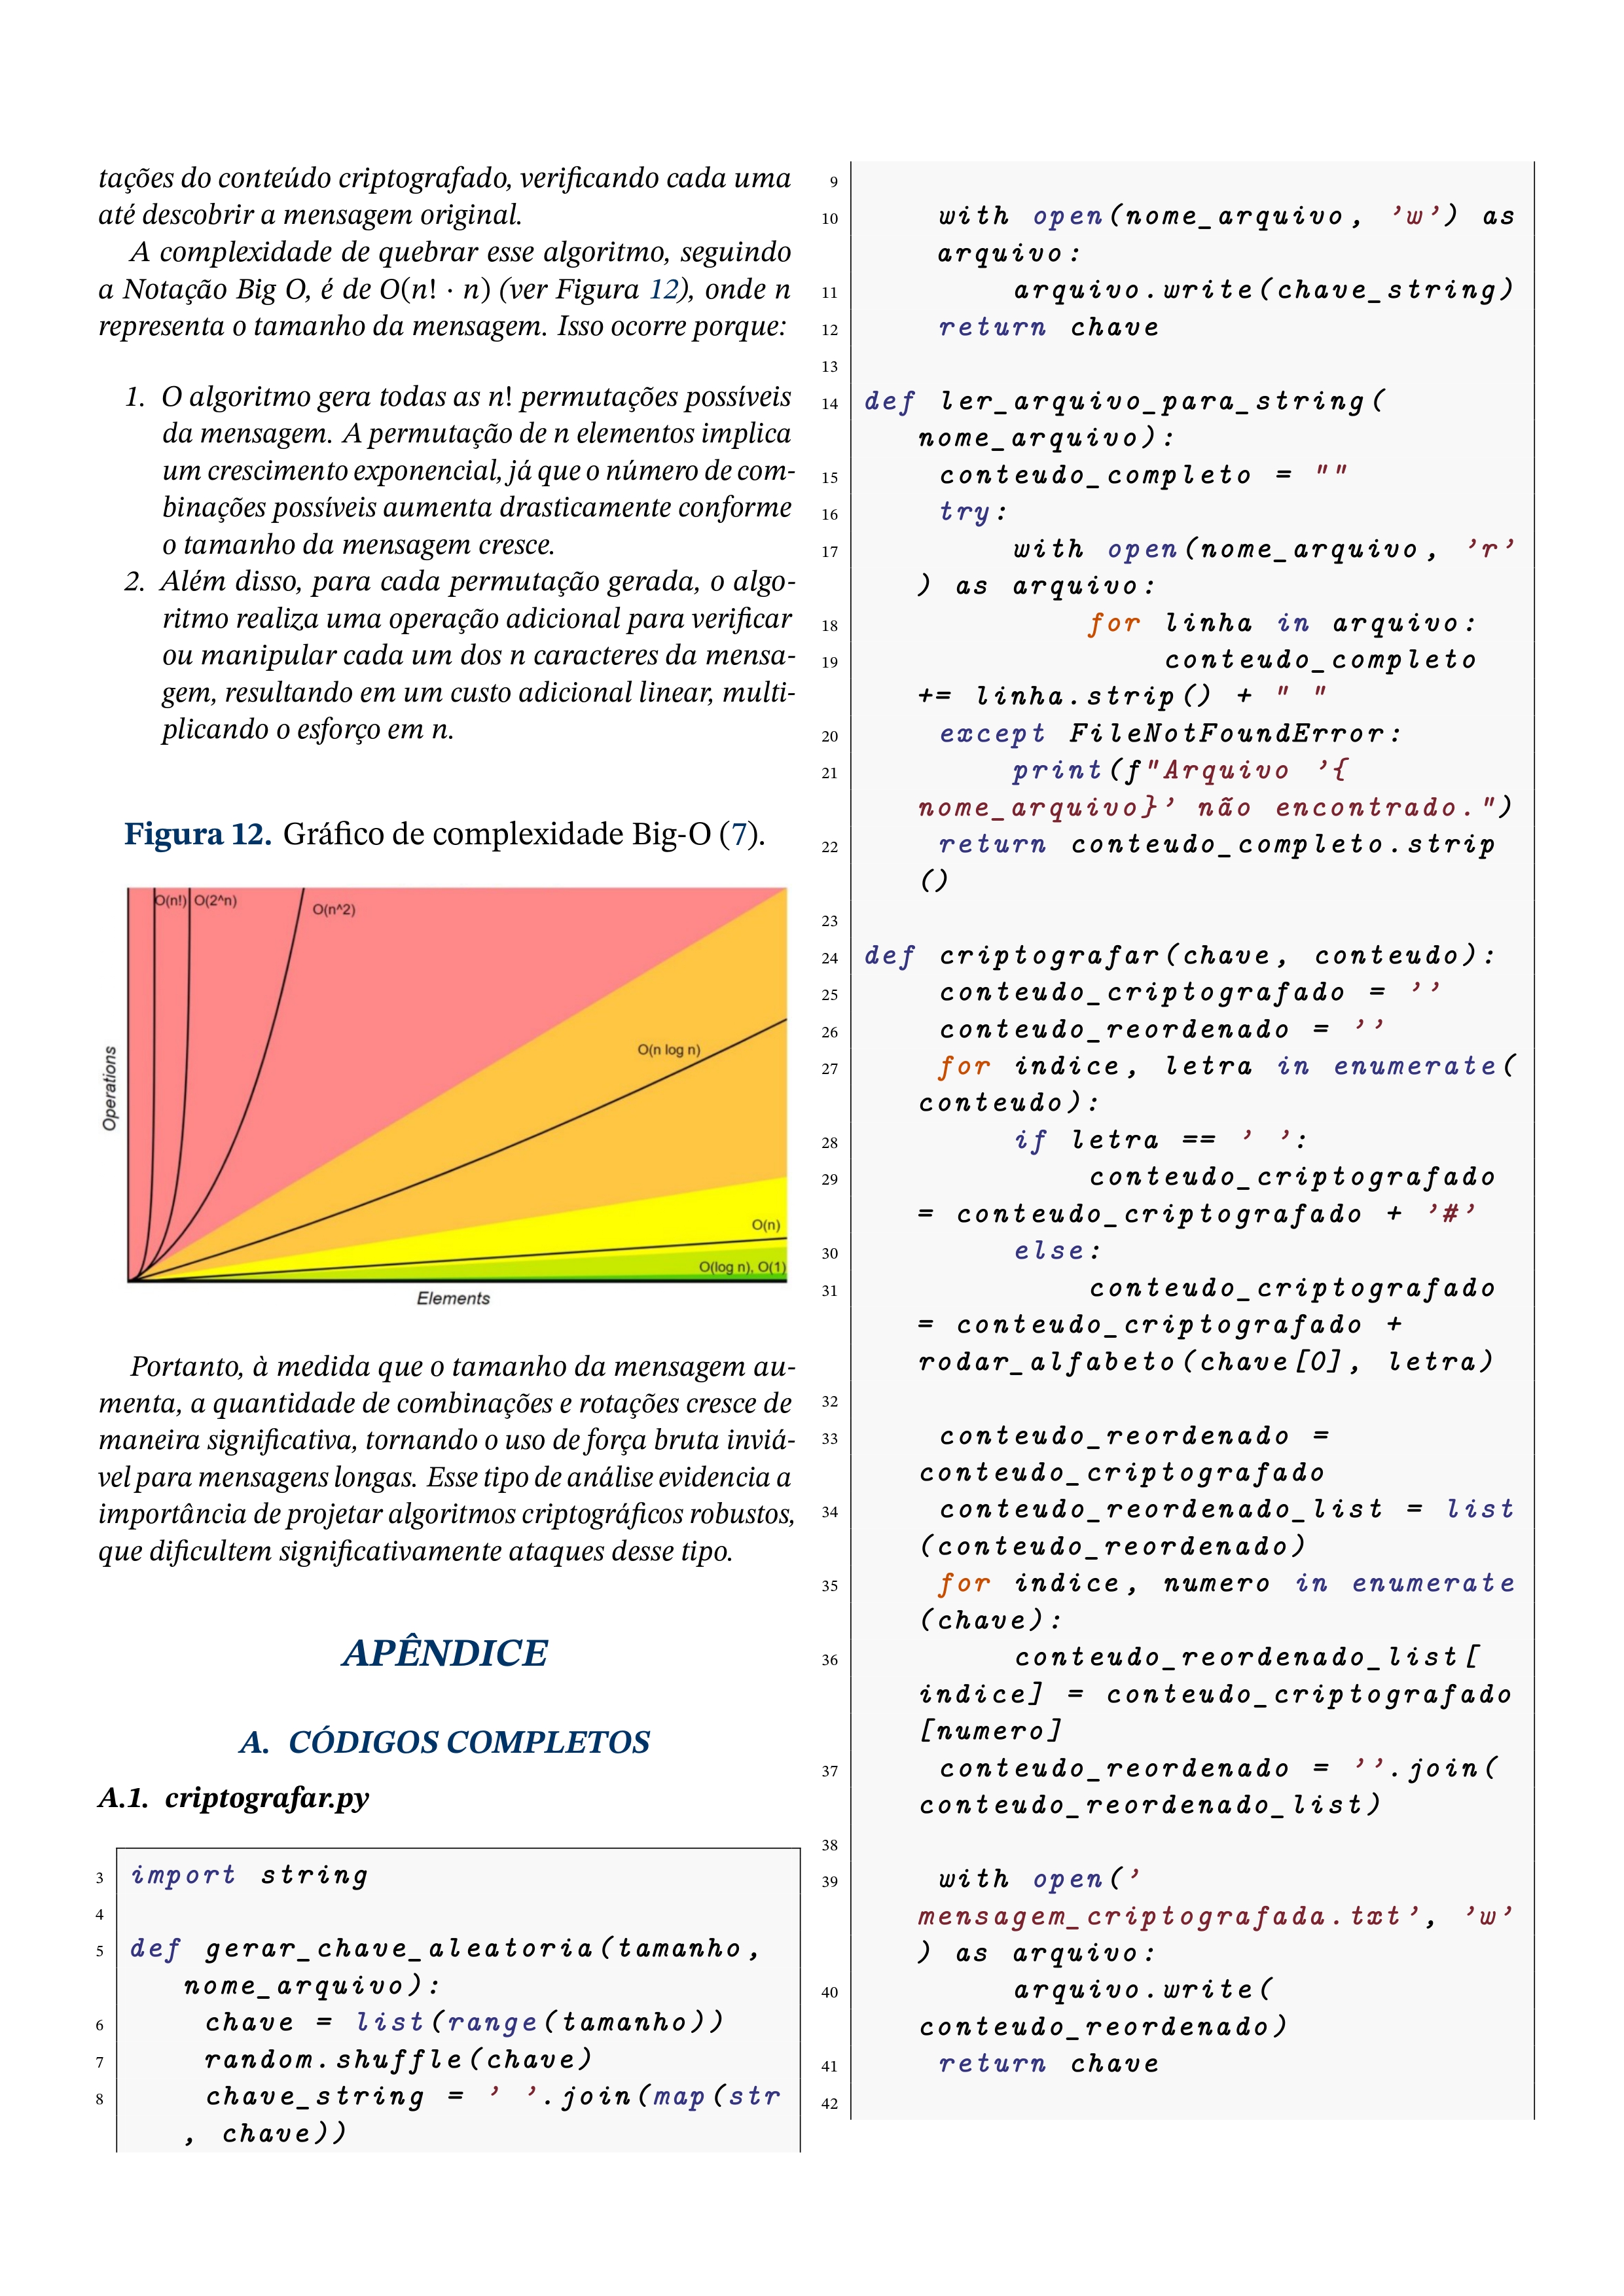 tações do conteúdo criptografado, verificando cada uma
até descobrir a mensagem original.
A complexidade de quebrar esse algoritmo, seguindo
a Notação Big O, é de O(n! · n) (ver Figura 12), onde n
representa o tamanho da mensagem. Isso ocorre porque:
1. O algoritmo gera todas as n! permutações possíveis
da mensagem. A permutação de n elementos implica
um crescimento exponencial, já que o número de com-
binações possíveis aumenta drasticamente conforme
o tamanho da mensagem cresce.
2. Além disso, para cada permutação gerada, o algo-
ritmo realiza uma operação adicional para verificar
ou manipular cada um dos n caracteres da mensa-
gem, resultando em um custo adicional linear, multi-
plicando o esforço em n.
Figura 12. Gráfico de complexidade Big-O (7).
O(n!) O(2^n) O(n^2)
O(n log n)
O(n)
O(log n), O(1)
Operations
Elements
Portanto, à medida que o tamanho da mensagem au-
menta, a quantidade de combinações e rotações cresce de
maneira significativa, tornando o uso de força bruta inviá-
vel para mensagens longas. Esse tipo de análise evidencia a
importância de projetar algoritmos criptográficos robustos,
que dificultem significativamente ataques desse tipo.
APÊNDICE
A. CÓDIGOS COMPLETOS
A.1. criptografar.py
3 import string
4
5 def gerar_chave_aleatoria(tamanho,
nome_arquivo):
6 chave = list(range(tamanho))
7 random.shuffle(chave)
8 chave_string = ' '.join(map(str
, chave))
9
10 with open(nome_arquivo, 'w') as
arquivo:
11 arquivo.write(chave_string)
12 return chave
13
14 def ler_arquivo_para_string(
nome_arquivo):
15 conteudo_completo = ""
16 try:
17 with open(nome_arquivo, 'r'
) as arquivo:
18 for linha in arquivo:
19 conteudo_completo
+= linha.strip() + " "
20 except FileNotFoundError:
21 print(f"Arquivo '{
nome_arquivo}' não encontrado.")
22 return conteudo_completo.strip
()
23
24 def criptografar(chave, conteudo):
25 conteudo_criptografado = ''
26 conteudo_reordenado = ''
27 for indice, letra in enumerate(
conteudo):
28 if letra == ' ':
29 conteudo_criptografado
= conteudo_criptografado + '#'
30 else:
31 conteudo_criptografado
= conteudo_criptografado +
rodar_alfabeto(chave[0], letra)
32
33 conteudo_reordenado =
conteudo_criptografado
34 conteudo_reordenado_list = list
(conteudo_reordenado)
35 for indice, numero in enumerate
(chave):
36 conteudo_reordenado_list[
indice] = conteudo_criptografado
[numero]
37 conteudo_reordenado = ''.join(
conteudo_reordenado_list)
38
39 with open('
mensagem_criptografada.txt', 'w'
) as arquivo:
40 arquivo.write(
conteudo_reordenado)
41 return chave
42